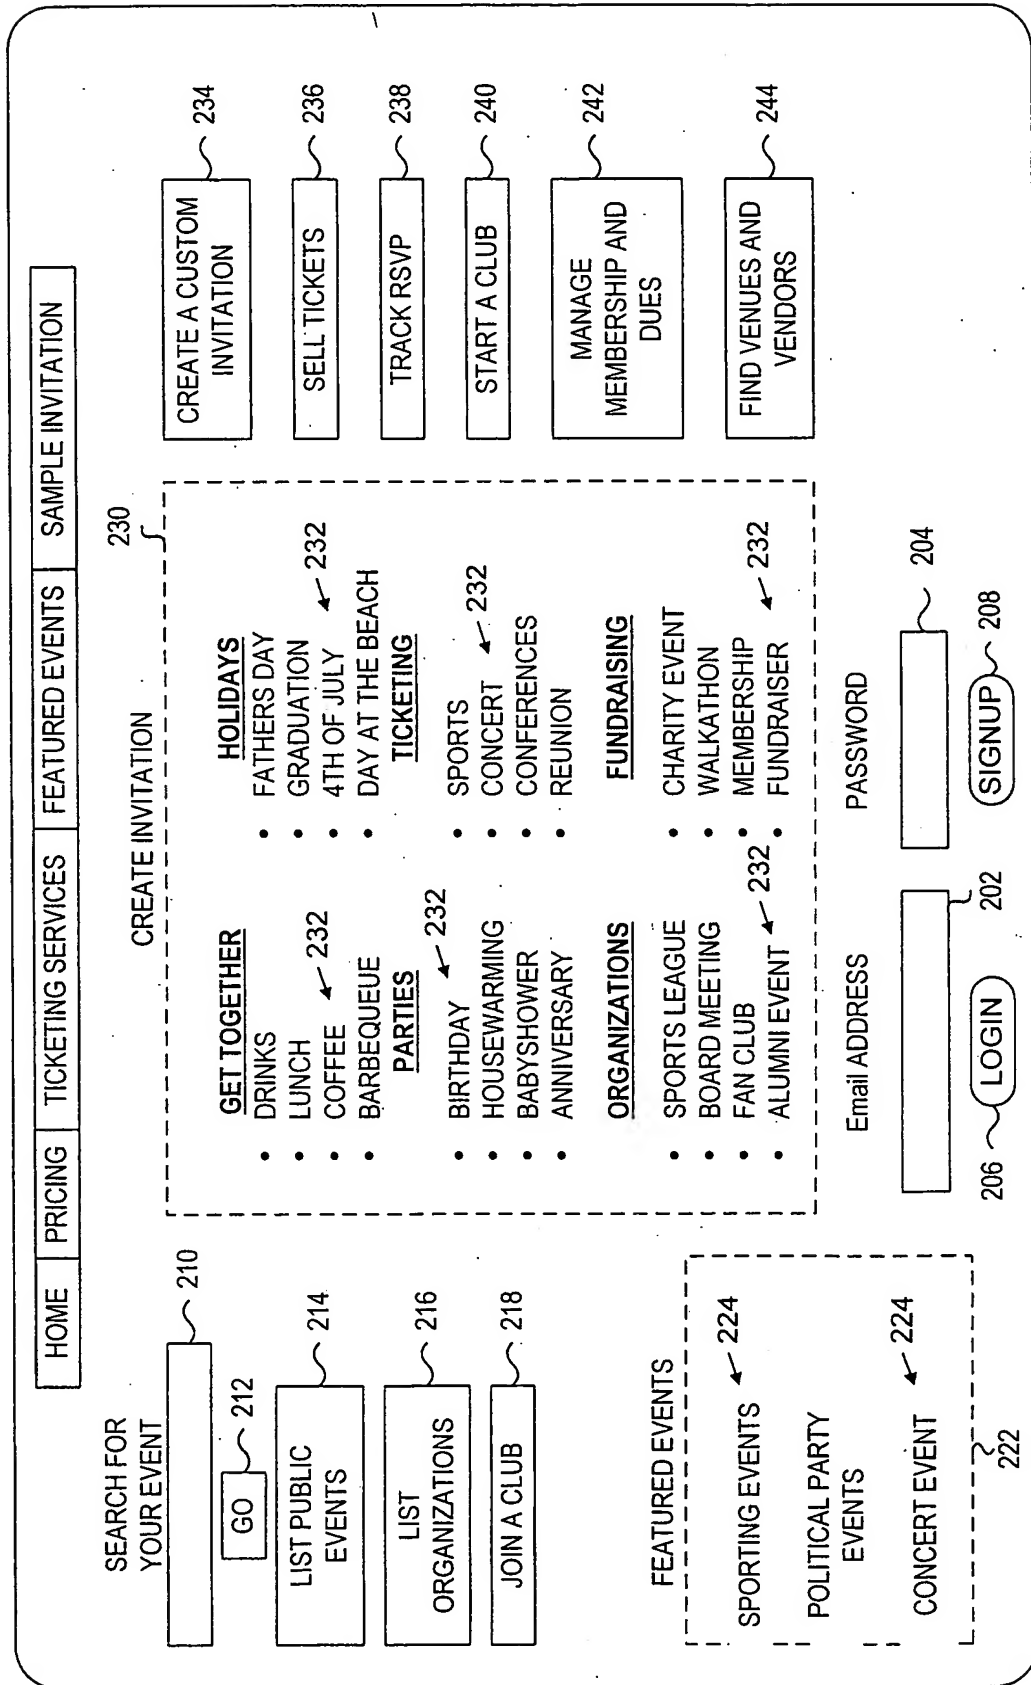 HOME PRICING TICKETING SERVICES FEATURED EVENTS SAMPLE INVITATION
SEARCH FOR
YOUR EVENT
210
GO
212
LIST PUBLIC
EVENTS
214
LIST
ORGANIZATIONS
216
JOIN A CLUB
218
FEATURED EVENTS
SPORTING EVENTS
224
POLITICAL PARTY
EVENTS
CONCERT EVENT
224
222
CREATE INVITATION
230
GET TOGETHER
• DRINKS
• LUNCH
• COFFEE
232
• BARBEQUEUE
PARTIES
232
• BIRTHDAY
• HOUSEWARMING
• BABYSHOWER
• ANNIVERSARY
ORGANIZATIONS
• SPORTS LEAGUE
• BOARD MEETING
• FAN CLUB
• ALUMNI EVENT
232
HOLIDAYS
• FATHERS DAY
• GRADUATION
• 4TH OF JULY
232
• DAY AT THE BEACH
TICKETING
• SPORTS
• CONCERT
232
• CONFERENCES
• REUNION
FUNDRAISING
• CHARITY EVENT
• WALKATHON
• MEMBERSHIP
• FUNDRAISER
232
Email ADDRESS
202
PASSWORD
204
206
LOGIN
SIGNUP
208
CREATE A CUSTOM
INVITATION
234
SELL TICKETS
236
TRACK RSVP
238
START A CLUB
240
MANAGE
MEMBERSHIP AND
DUES
242
FIND VENUES AND
VENDORS
244